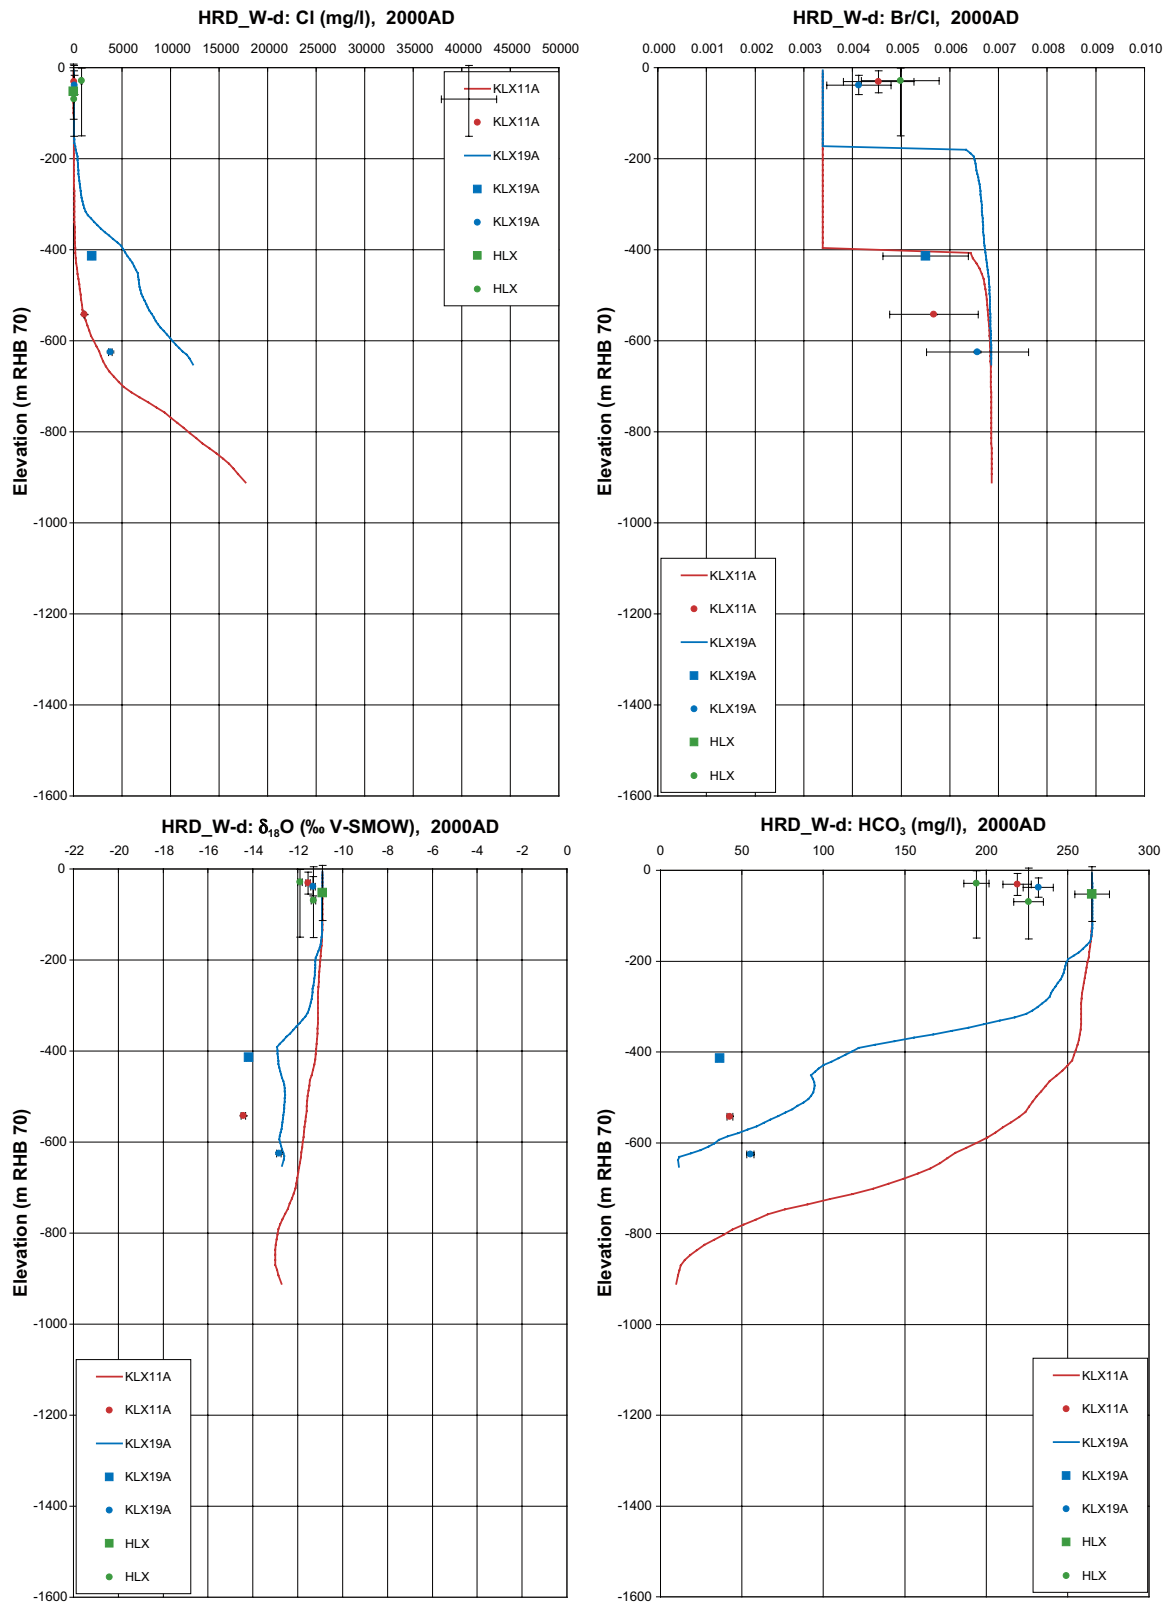 HRD_W-d: Cl (mg/l), 2000AD
0 5000 10000 15000 20000 25000 30000 35000 40000 45000 50000
0
-200
-400
-600
-800
-1000
-1200
-1400
-1600
Elevation (m RHB 70)
KLX11A
KLX11A
KLX19A
KLX19A
KLX19A
HLX
HLX
HRD_W-d: Br/Cl, 2000AD
0.000 0.001 0.002 0.003 0.004 0.005 0.006 0.007 0.008 0.009 0.010
0
-200
-400
-600
-800
-1000
-1200
-1400
-1600
Elevation (m RHB 70)
KLX11A
KLX11A
KLX19A
KLX19A
KLX19A
HLX
HLX
HRD_W-d: δ₁₈O (‰ V-SMOW), 2000AD
-22 -20 -18 -16 -14 -12 -10 -8 -6 -4 -2 0
0
-200
-400
-600
-800
-1000
-1200
-1400
-1600
Elevation (m RHB 70)
KLX11A
KLX11A
KLX19A
KLX19A
KLX19A
HLX
HLX
HRD_W-d: HCO₃ (mg/l), 2000AD
0 50 100 150 200 250 300
0
-200
-400
-600
-800
-1000
-1200
-1400
-1600
Elevation (m RHB 70)
KLX11A
KLX11A
KLX19A
KLX19A
KLX19A
HLX
HLX